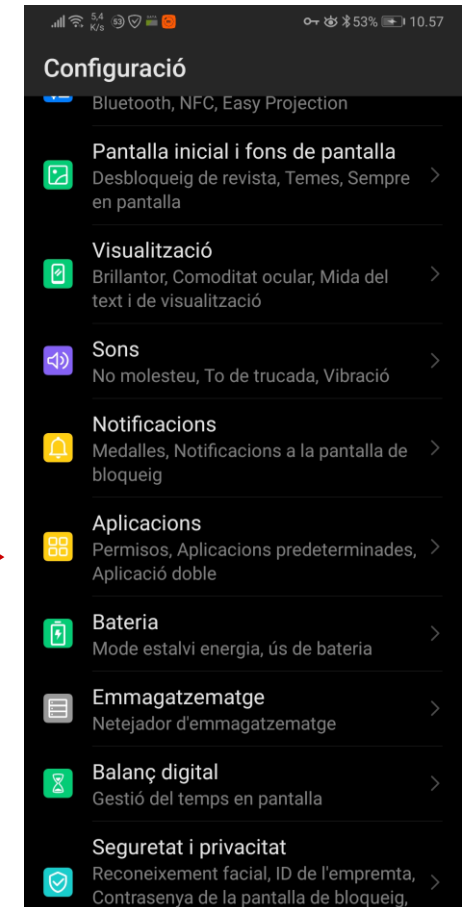 5,4
K/s
53
53%
10.57
Configuració
Bluetooth, NFC, Easy Projection
Pantalla inicial i fons de pantalla
Desbloqueig de revista, Temes, Sempre
en pantalla
Visualització
Brillantor, Comoditat ocular, Mida del
text i de visualització
Sons
No molesteu, To de trucada, Vibració
Notificacions
Medalles, Notificacions a la pantalla de
bloqueig
Aplicacions
Permisos, Aplicacions predeterminades,
Aplicació doble
Bateria
Mode estalvi energia, ús de bateria
Emmagatzematge
Netejador d'emmagatzematge
Balanç digital
Gestió del temps en pantalla
Seguretat i privacitat
Reconeixement facial, ID de l'empremta,
Contrasenya de la pantalla de bloqueig,